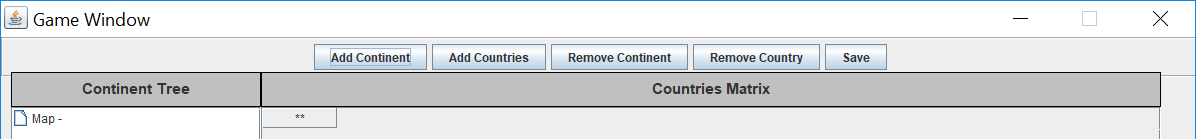 Game Window
Add Continent Add Countries Remove Continent Remove Country Save
Continent Tree Countries Matrix
Map - **